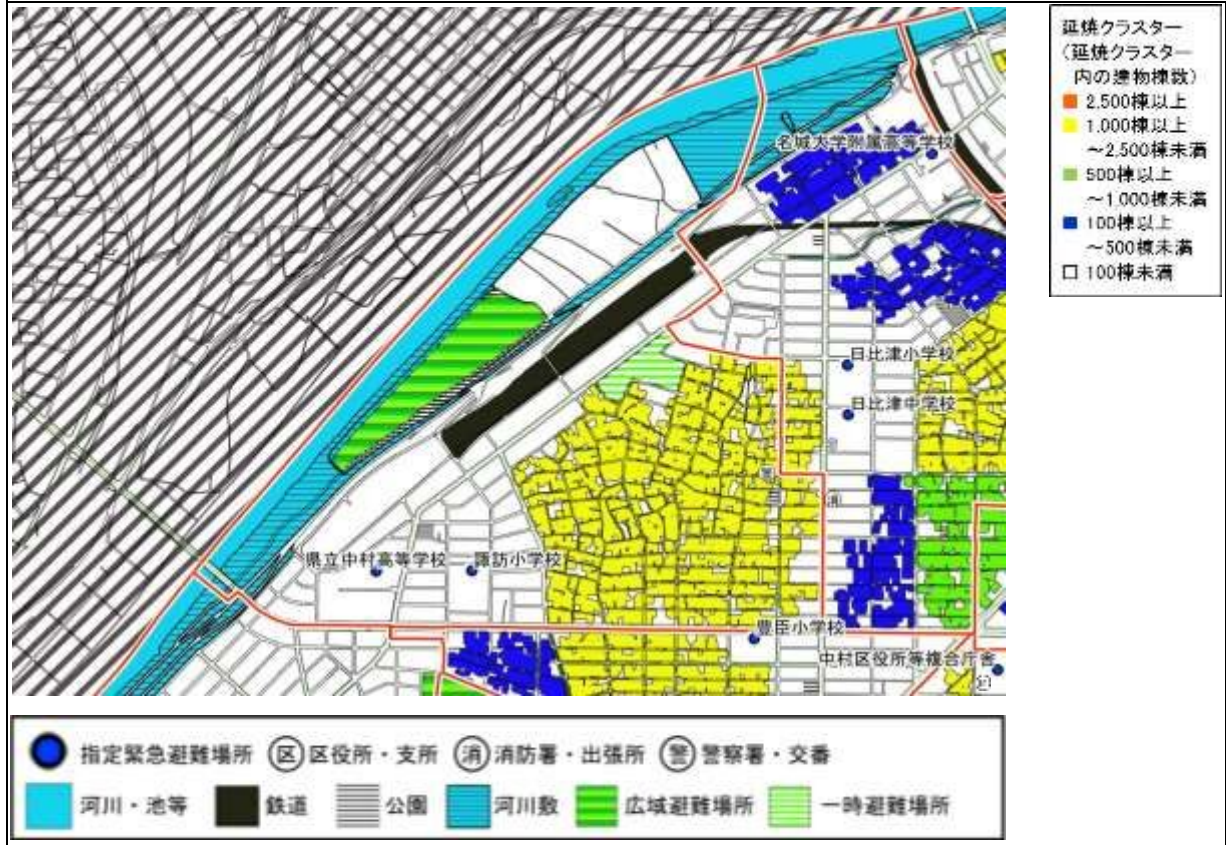 延焼クラスター
(延焼クラスター
内の建物棟数)
2,500棟以上
1,000棟以上
～2,500棟未満
500棟以上
～1,000棟未満
100棟以上
～500棟未満
100棟未満
名城大学附属高等学校
日比津小学校
日比津中学校
県立中村高等学校
諏訪小学校
豊臣小学校
中村区役所等複合庁舎
指定緊急避難場所
区 区役所・支所
消 消防署・出張所
警 警察署・交番
河川・池等
鉄道
公園
河川敷
広域避難場所
一時避難場所